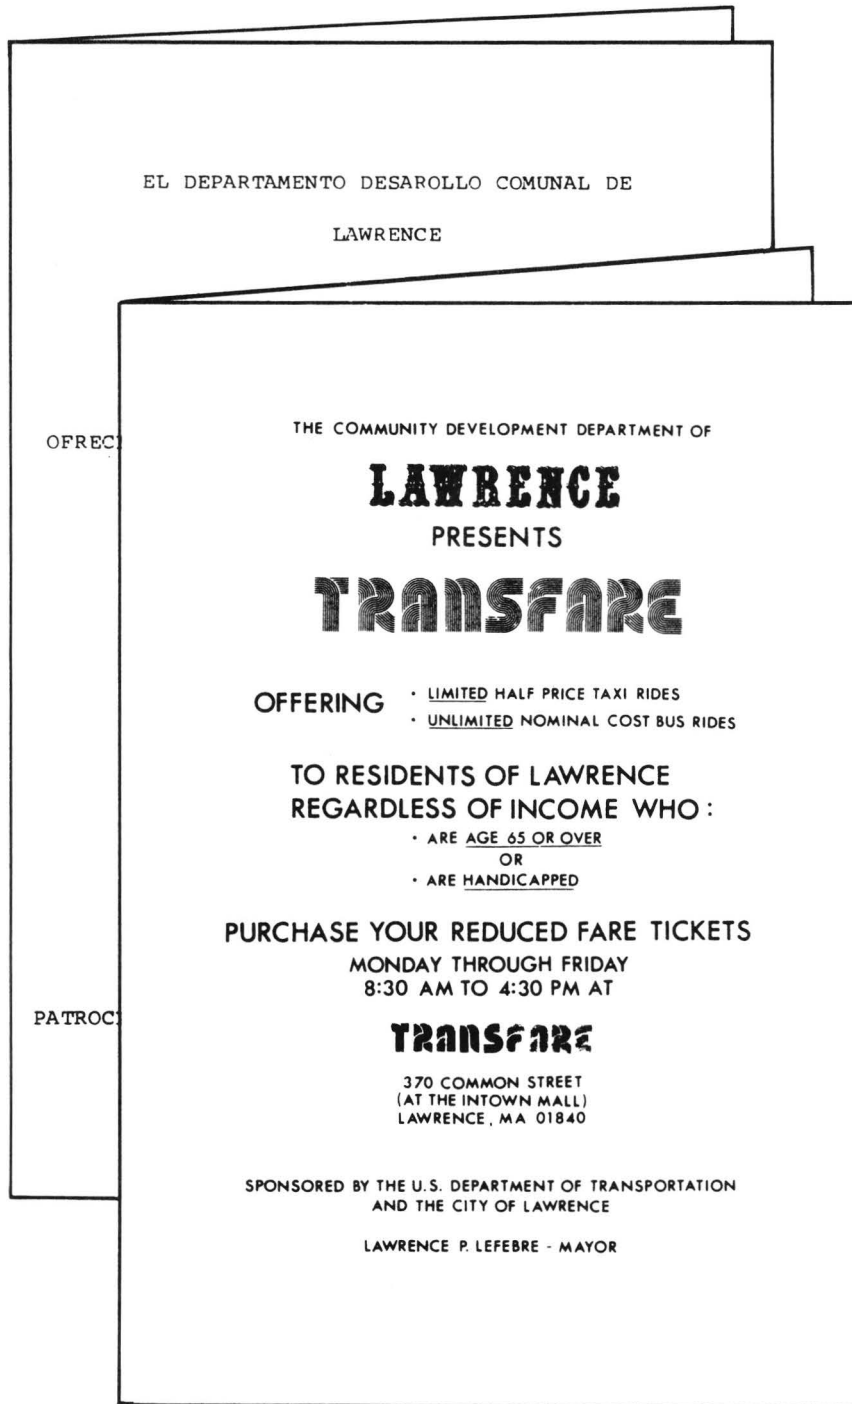 EL DEPARTAMENTO DESAROLLO COMUNAL DE
LAWRENCE
OFREC
PATROC
THE COMMUNITY DEVELOPMENT DEPARTMENT OF
LAWRENCE
PRESENTS
TRANSFARE
OFFERING
· LIMITED HALF PRICE TAXI RIDES
· UNLIMITED NOMINAL COST BUS RIDES
TO RESIDENTS OF LAWRENCE
REGARDLESS OF INCOME WHO :
· ARE AGE 65 OR OVER
OR
· ARE HANDICAPPED
PURCHASE YOUR REDUCED FARE TICKETS
MONDAY THROUGH FRIDAY
8:30 AM TO 4:30 PM AT
TRANSFARE
370 COMMON STREET
(AT THE INTOWN MALL)
LAWRENCE, MA 01840
SPONSORED BY THE U.S. DEPARTMENT OF TRANSPORTATION
AND THE CITY OF LAWRENCE
LAWRENCE P. LEFEBRE - MAYOR